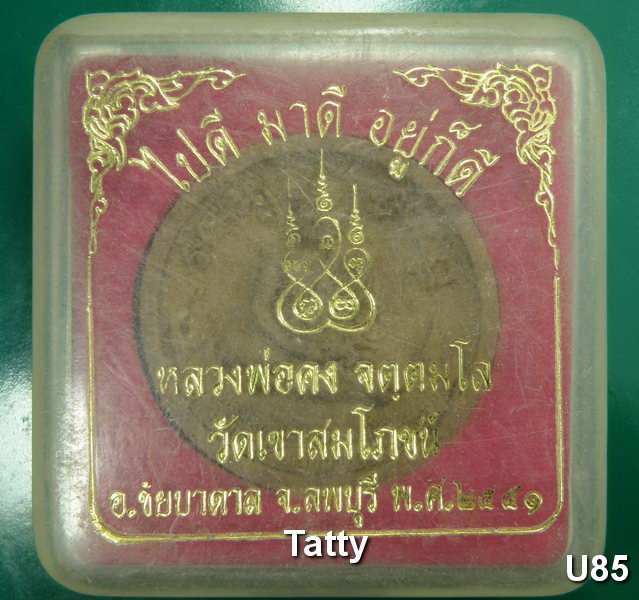 ไปดี มาดี อยู่ก็ดี
หลวงพ่อคง จตฺตมโล
วัดเขาสมโภชน์
อ.ชัยบาดาล จ.ลพบุรี พ.ศ.๒๕๔๑
Tatty
U85